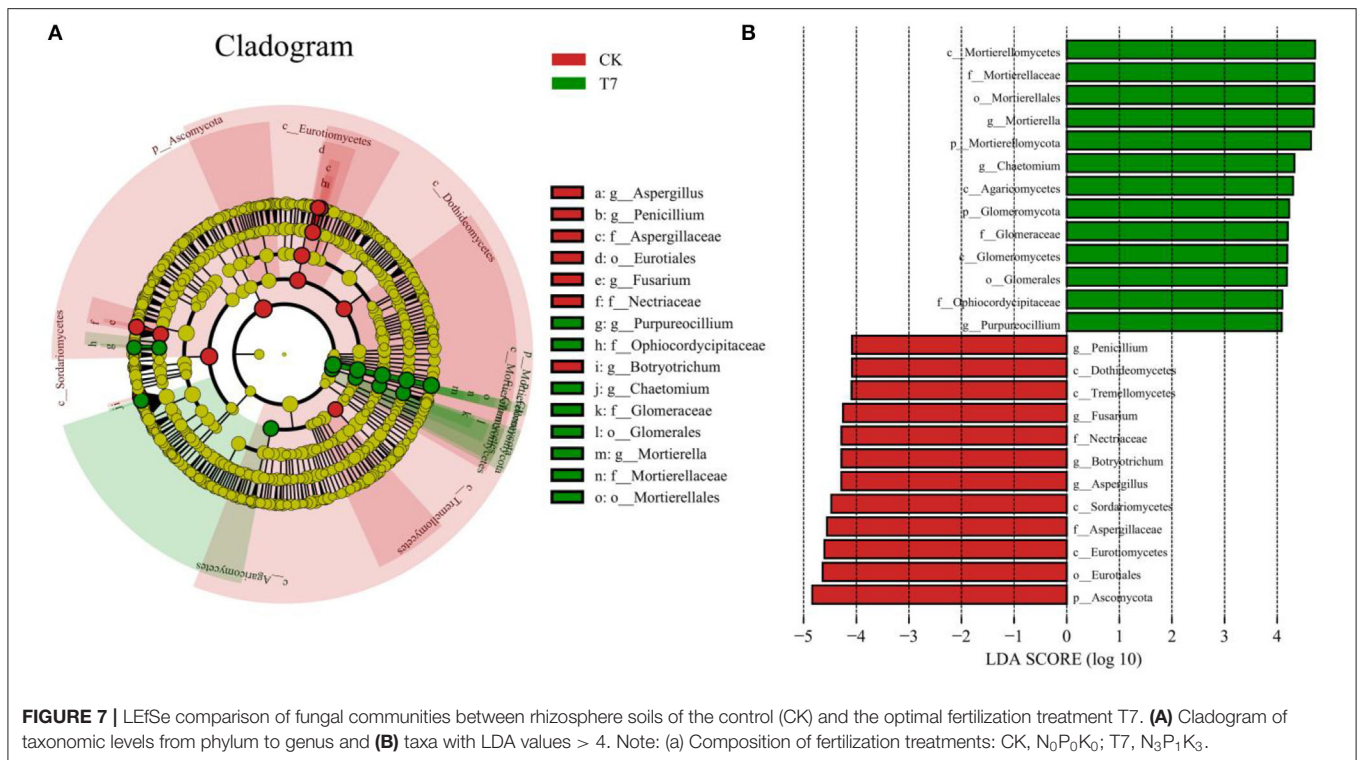 A
Cladogram
CK
T7
p__Ascomycota
c__Eurotiomycetes
d
c
c__Dothideomycetes
f
e
h
g
c__Sordariomycetes
j
i
o
n
m
l
k
c__Tremellomycetes
c__Agaricomycetes
a: g__Aspergillus
b: g__Penicillium
c: f__Aspergillaceae
d: o__Eurotiales
e: g__Fusarium
f: f__Nectriaceae
g: g__Purpureocillium
h: f__Ophiocordycipitaceae
i: g__Botryotrichum
j: g__Chaetomium
k: f__Glomeraceae
l: o__Glomerales
m: g__Mortierella
n: f__Mortierellaceae
o: o__Mortierellales
B
c__Mortierellomycetes
f__Mortierellaceae
o__Mortierellales
g__Mortierella
p__Mortierellomycota
g__Chaetomium
c__Agaricomycetes
p__Glomeromycota
f__Glomeraceae
c__Glomeromycetes
o__Glomerales
f__Ophiocordycipitaceae
g__Purpureocillium
g__Penicillium
c__Dothideomycetes
c__Tremellomycetes
g__Fusarium
f__Nectriaceae
g__Botryotrichum
g__Aspergillus
c__Sordariomycetes
f__Aspergillaceae
c__Eurotiomycetes
o__Eurotiales
p__Ascomycota
−5 −4 −3 −2 −1 0 1 2 3 4
LDA SCORE (log 10)
FIGURE 7 | LEfSe comparison of fungal communities between rhizosphere soils of the control (CK) and the optimal fertilization treatment T7. (A) Cladogram of
taxonomic levels from phylum to genus and (B) taxa with LDA values > 4. Note: (a) Composition of fertilization treatments: CK, N₀P₀K₀; T7, N₃P₁K₃.